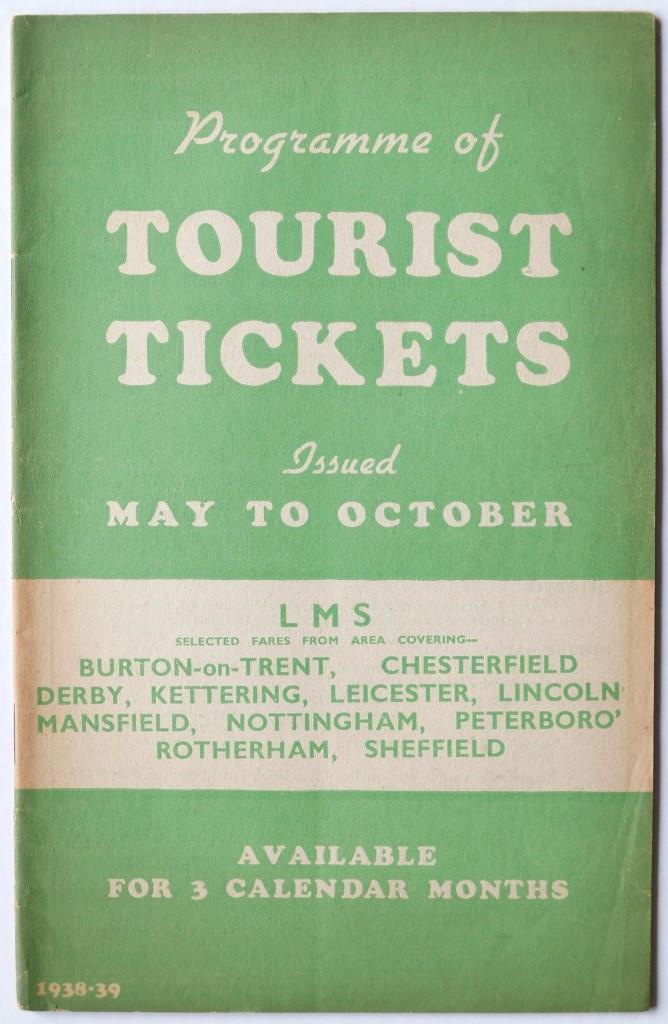 Programme of
TOURIST
TICKETS
Issued
MAY TO OCTOBER
LMS
SELECTED FARES FROM AREA COVERING—
BURTON-on-TRENT, CHESTERFIELD
DERBY, KETTERING, LEICESTER, LINCOLN
MANSFIELD, NOTTINGHAM, PETERBORO'
ROTHERHAM, SHEFFIELD
AVAILABLE
FOR 3 CALENDAR MONTHS
1938-39